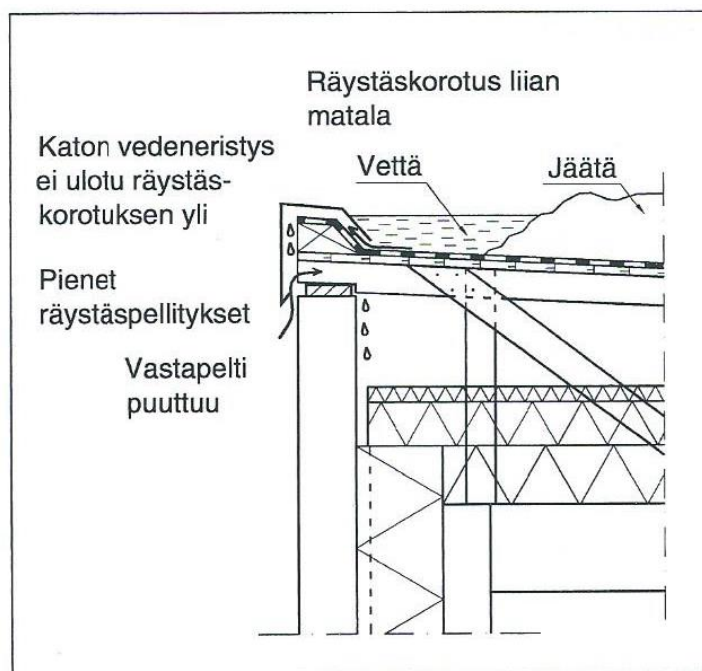 Räystäskorotus liian
matala
Katon vedeneristys
ei ulotu räystäs-
korotuksen yli
Vettä
Jäätä
Pienet
räystäspellitykset
Vastapelti
puuttuu